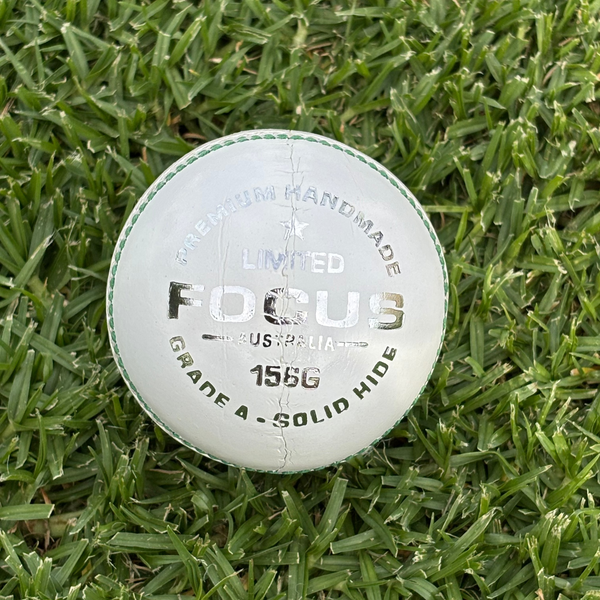 PREMIUM HANDMADE
LIMITED
FOCUS
AUSTRALIA
156G
GRADE A - SOLID HIDE